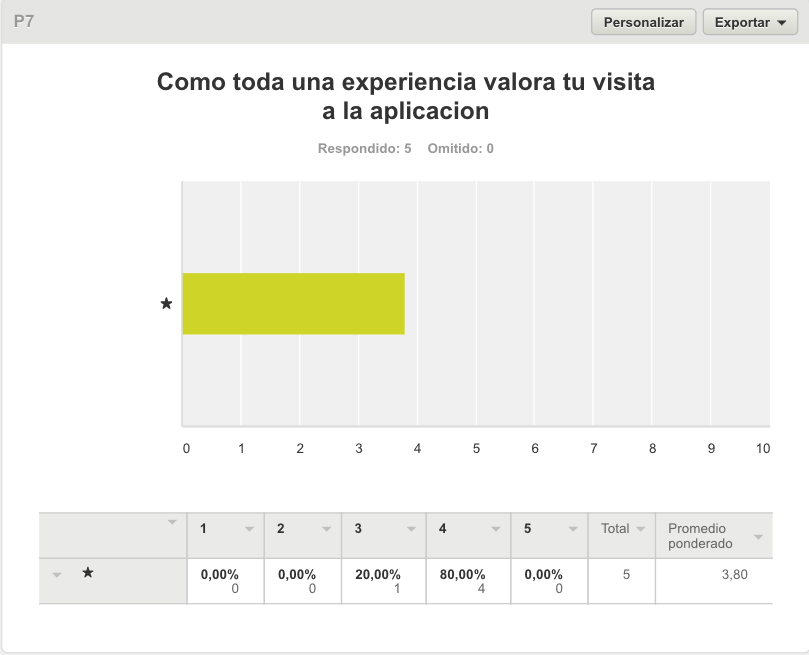 P7
Personalizar
Exportar
Como toda una experiencia valora tu visita
a la aplicacion
Respondido: 5 Omitido: 0
0 1 2 3 4 5 6 7 8 9 10
1 2 3 4 5 Total Promedio
ponderado
0,00% 0,00% 20,00% 80,00% 0,00% 5 3,80
0 0 1 4 0